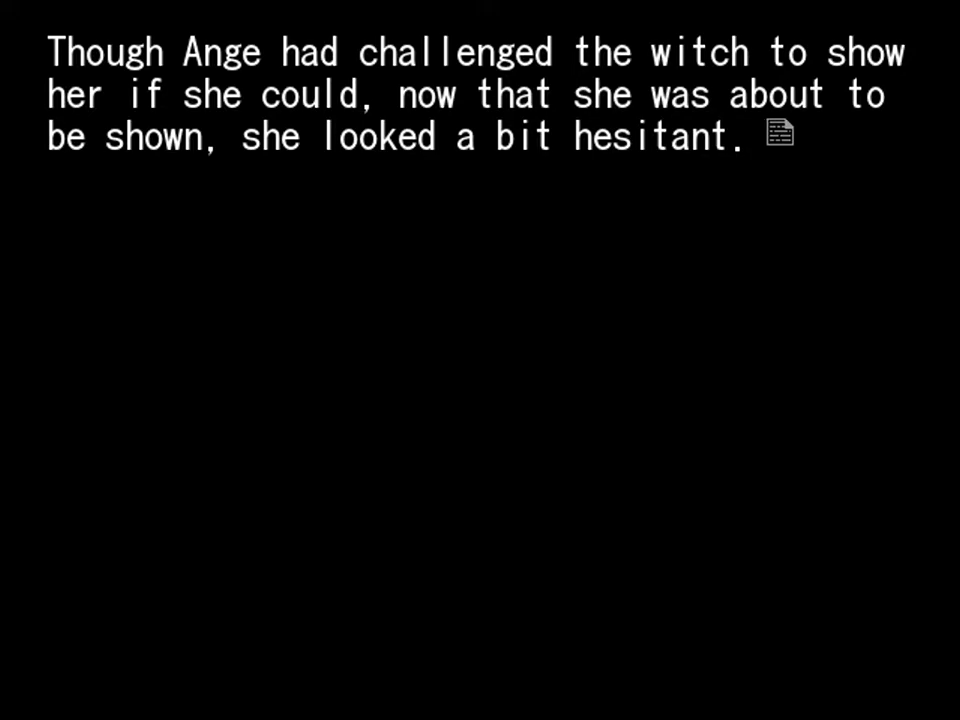 Though Ange had challenged the witch to show
her if she could, now that she was about to
be shown, she looked a bit hesitant.